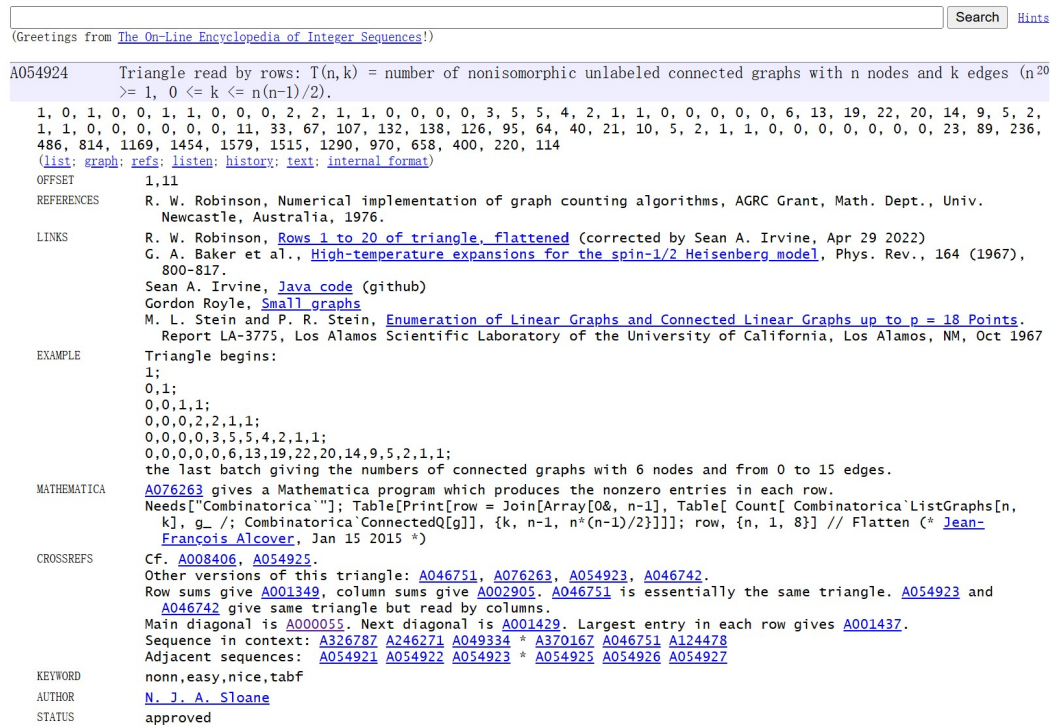 Search Hints
(Greetings from The On-Line Encyclopedia of Integer Sequences!)
A054924 Triangle read by rows: T(n,k) = number of nonisomorphic unlabeled connected graphs with n nodes and k edges (n 20
>= 1, 0 <= k <= n(n-1)/2).
1, 0, 1, 0, 0, 1, 1, 0, 0, 0, 2, 2, 1, 1, 0, 0, 0, 0, 3, 5, 5, 4, 2, 1, 1, 0, 0, 0, 0, 0, 6, 13, 19, 22, 20, 14, 9, 5, 2,
1, 1, 0, 0, 0, 0, 0, 0, 11, 33, 67, 107, 132, 138, 126, 95, 64, 40, 21, 10, 5, 2, 1, 1, 0, 0, 0, 0, 0, 0, 0, 23, 89, 236,
486, 814, 1169, 1454, 1579, 1515, 1290, 970, 658, 400, 220, 114
(list; graph; refs; listen; history; text; internal format)
OFFSET 1,11
REFERENCES R. W. Robinson, Numerical implementation of graph counting algorithms, AGRC Grant, Math. Dept., Univ.
Newcastle, Australia, 1976.
LINKS R. W. Robinson, Rows 1 to 20 of triangle, flattened (corrected by Sean A. Irvine, Apr 29 2022)
G. A. Baker et al., High-temperature expansions for the spin-1/2 Heisenberg model, Phys. Rev., 164 (1967),
800-817.
Sean A. Irvine, Java code (github)
Gordon Royle, Small graphs
M. L. Stein and P. R. Stein, Enumeration of Linear Graphs and Connected Linear Graphs up to p = 18 Points.
Report LA-3775, Los Alamos Scientific Laboratory of the University of California, Los Alamos, NM, Oct 1967
EXAMPLE Triangle begins:
1;
0,1;
0,0,1,1;
0,0,0,2,2,1,1;
0,0,0,0,3,5,5,4,2,1,1;
0,0,0,0,0,6,13,19,22,20,14,9,5,2,1,1;
the last batch giving the numbers of connected graphs with 6 nodes and from 0 to 15 edges.
MATHEMATICA A076263 gives a Mathematica program which produces the nonzero entries in each row.
Needs["Combinatorica`"]; Table[Print[row = Join[Array[0&, n-1], Table[ Count[ Combinatorica`ListGraphs[n,
k], g_ /; Combinatorica`ConnectedQ[g]], {k, n-1, n*(n-1)/2}]]]; row, {n, 1, 8}] // Flatten (* Jean-
François Alcover, Jan 15 2015 *)
CROSSREFS Cf. A008406, A054925.
Other versions of this triangle: A046751, A076263, A054923, A046742.
Row sums give A001349, column sums give A002905. A046751 is essentially the same triangle. A054923 and
A046742 give same triangle but read by columns.
Main diagonal is A000055. Next diagonal is A001429. Largest entry in each row gives A001437.
Sequence in context: A326787 A246271 A049334 * A370167 A046751 A124478
Adjacent sequences: A054921 A054922 A054923 * A054925 A054926 A054927
KEYWORD nonn,easy,nice,tabf
AUTHOR N. J. A. Sloane
STATUS approved